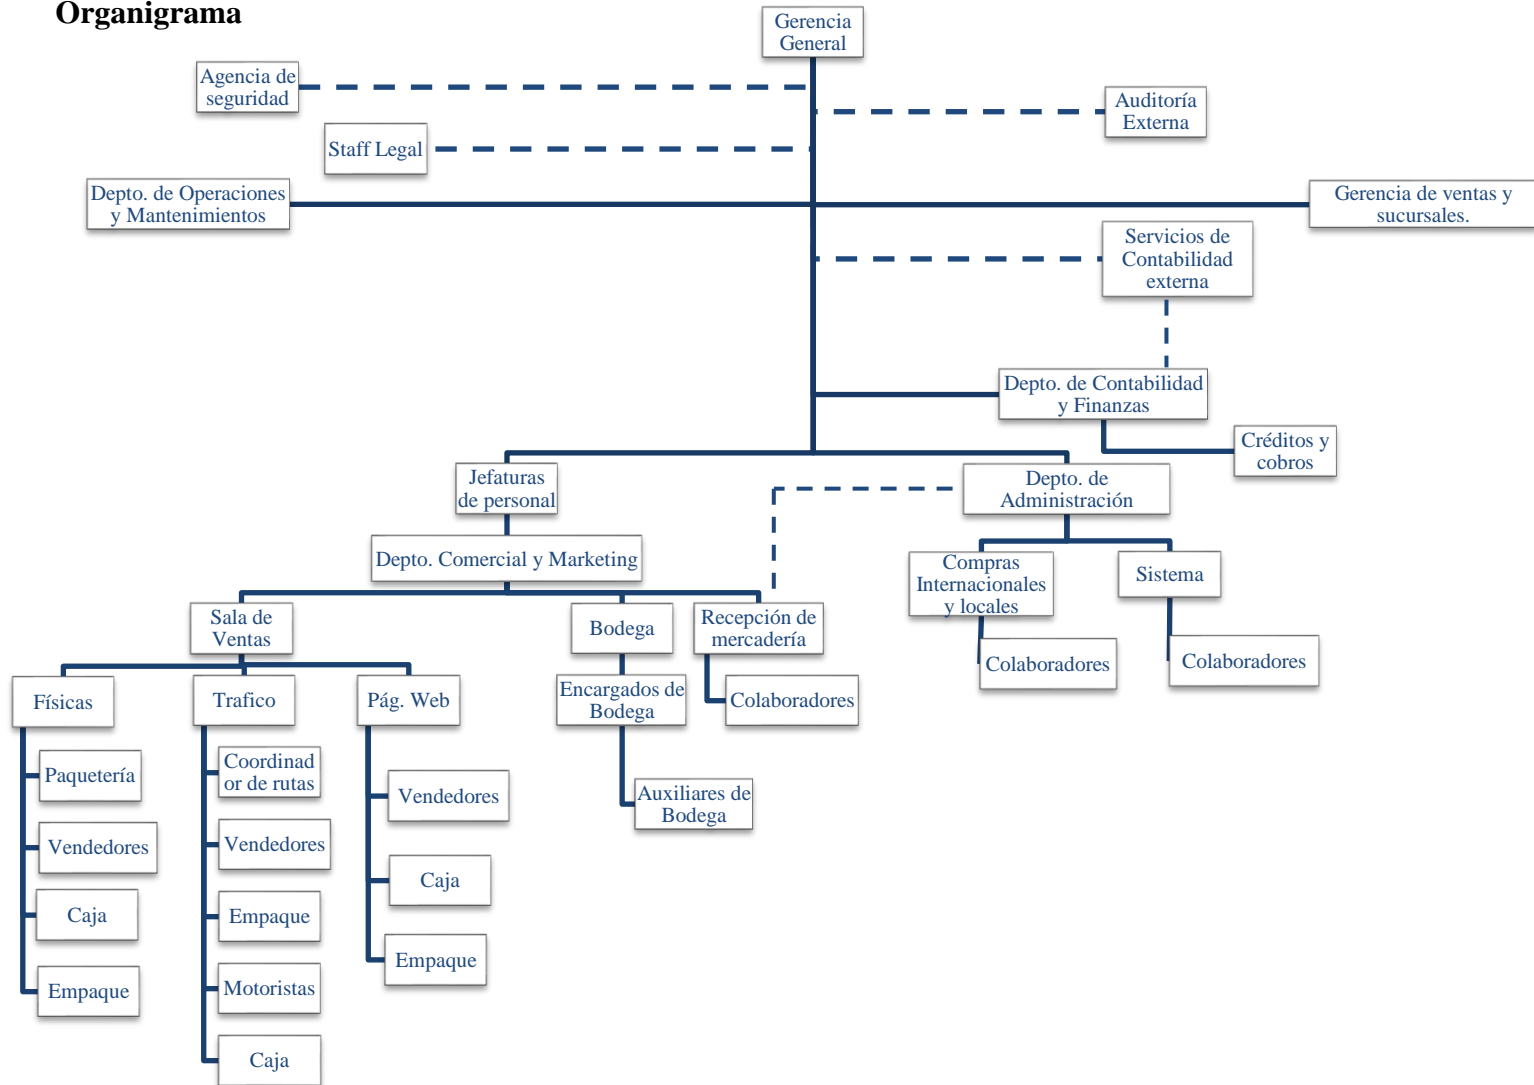 Organigrama
Gerencia
General
Agencia de
seguridad
Auditoría
Externa
Staff Legal
Depto. de Operaciones
y Mantenimientos
Gerencia de ventas y
sucursales.
Servicios de
Contabilidad
externa
Depto. de Contabilidad
y Finanzas
Créditos y
cobros
Jefaturas
de personal
Depto. de
Administración
Depto. Comercial y Marketing
Compras
Internacionales
y locales
Sistema
Sala de
Ventas
Bodega
Recepción de
mercadería
Colaboradores
Colaboradores
Físicas
Trafico
Pág. Web
Encargados de
Bodega
Colaboradores
Paquetería
Coordinad
or de rutas
Vendedores
Auxiliares de
Bodega
Vendedores
Vendedores
Caja
Caja
Empaque
Empaque
Empaque
Motoristas
Caja